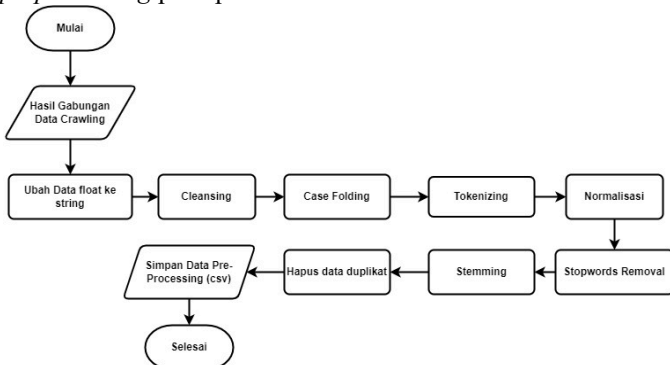 Mulai
Hasil Gabungan
Data Crawling
Ubah Data float ke
string
Cleansing
Case Folding
Tokenizing
Normalisasi
Stopwords Removal
Stemming
Hapus data duplikat
Simpan Data Pre-
Processing (csv)
Selesai